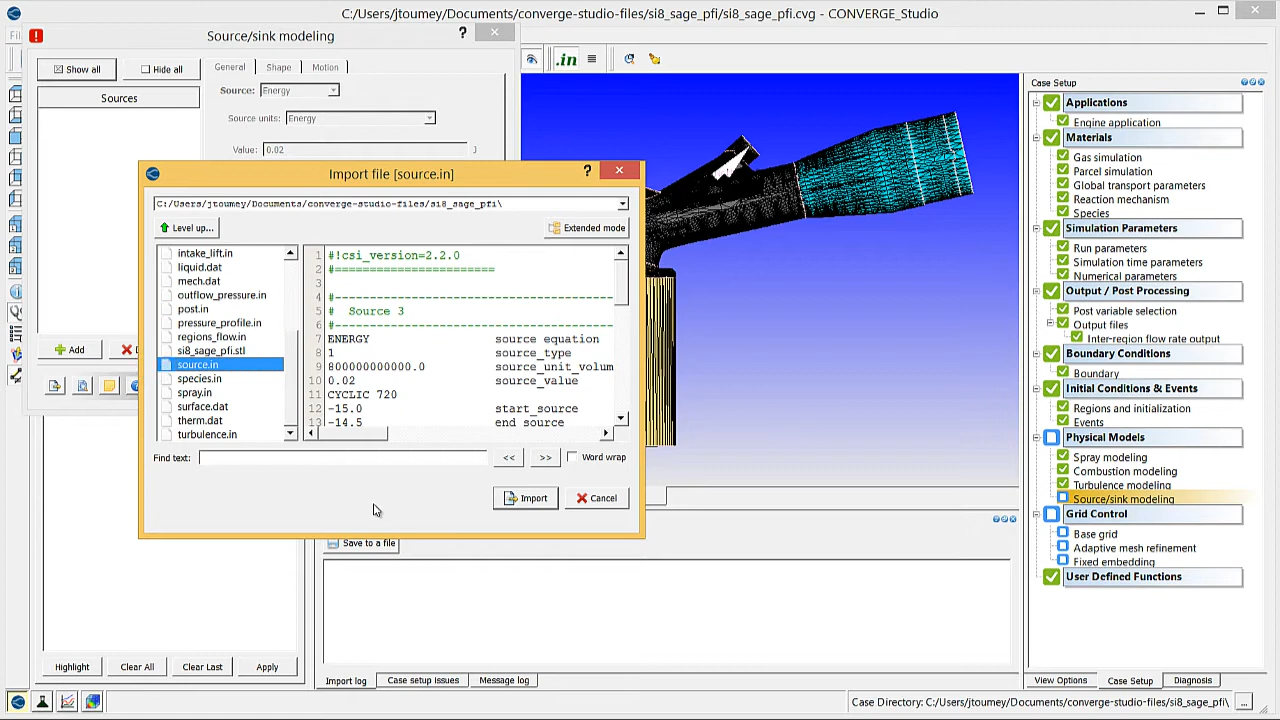 C:/Users/jtoumey/Documents/converge-studio-files/si8_sage_pfi/si8_sage_pfi.cvg - CONVERGE_Studio
Source/sink modeling
?
Show all
Hide all
General
Shape
Motion
Sources
Source: Energy
Source units: Energy
Value: 0.02 J
Add
.in
Import file [source.in]
?
C:/Users/jtoumey/Documents/converge-studio-files/si8_sage_pfi\
Level up...
Extended mode
intake_lift.in
liquid.dat
mech.dat
outflow_pressure.in
post.in
pressure_profile.in
regions_flow.in
si8_sage_pfi.stl
source.in
species.in
spray.in
surface.dat
therm.dat
turbulence.in
1 #!csi_version=2.2.0
2 #========================
3
4 #----------------------------------
5 #  Source 3
6 #----------------------------------
7 ENERGY source equation
8 1 source_type
9 800000000000.0 source_unit_volum
10 0.02 source_value
11 CYCLIC 720
12 -15.0 start_source
13 -14.5 end source
Find text:
<<
>>
Word wrap
Import
Cancel
Save to a file
Highlight
Clear All
Clear Last
Apply
Import log
Case setup issues
Message log
Case Setup
Applications
Engine application
Materials
Gas simulation
Parcel simulation
Global transport parameters
Reaction mechanism
Species
Simulation Parameters
Run parameters
Simulation time parameters
Numerical parameters
Output / Post Processing
Post variable selection
Output files
Inter-region flow rate output
Boundary Conditions
Boundary
Initial Conditions & Events
Regions and initialization
Events
Physical Models
Spray modeling
Combustion modeling
Turbulence modeling
Source/sink modeling
Grid Control
Base grid
Adaptive mesh refinement
Fixed embedding
User Defined Functions
View Options
Case Setup
Diagnosis
Case Directory: C:/Users/jtoumey/Documents/converge-studio-files/si8_sage_pfi\
...